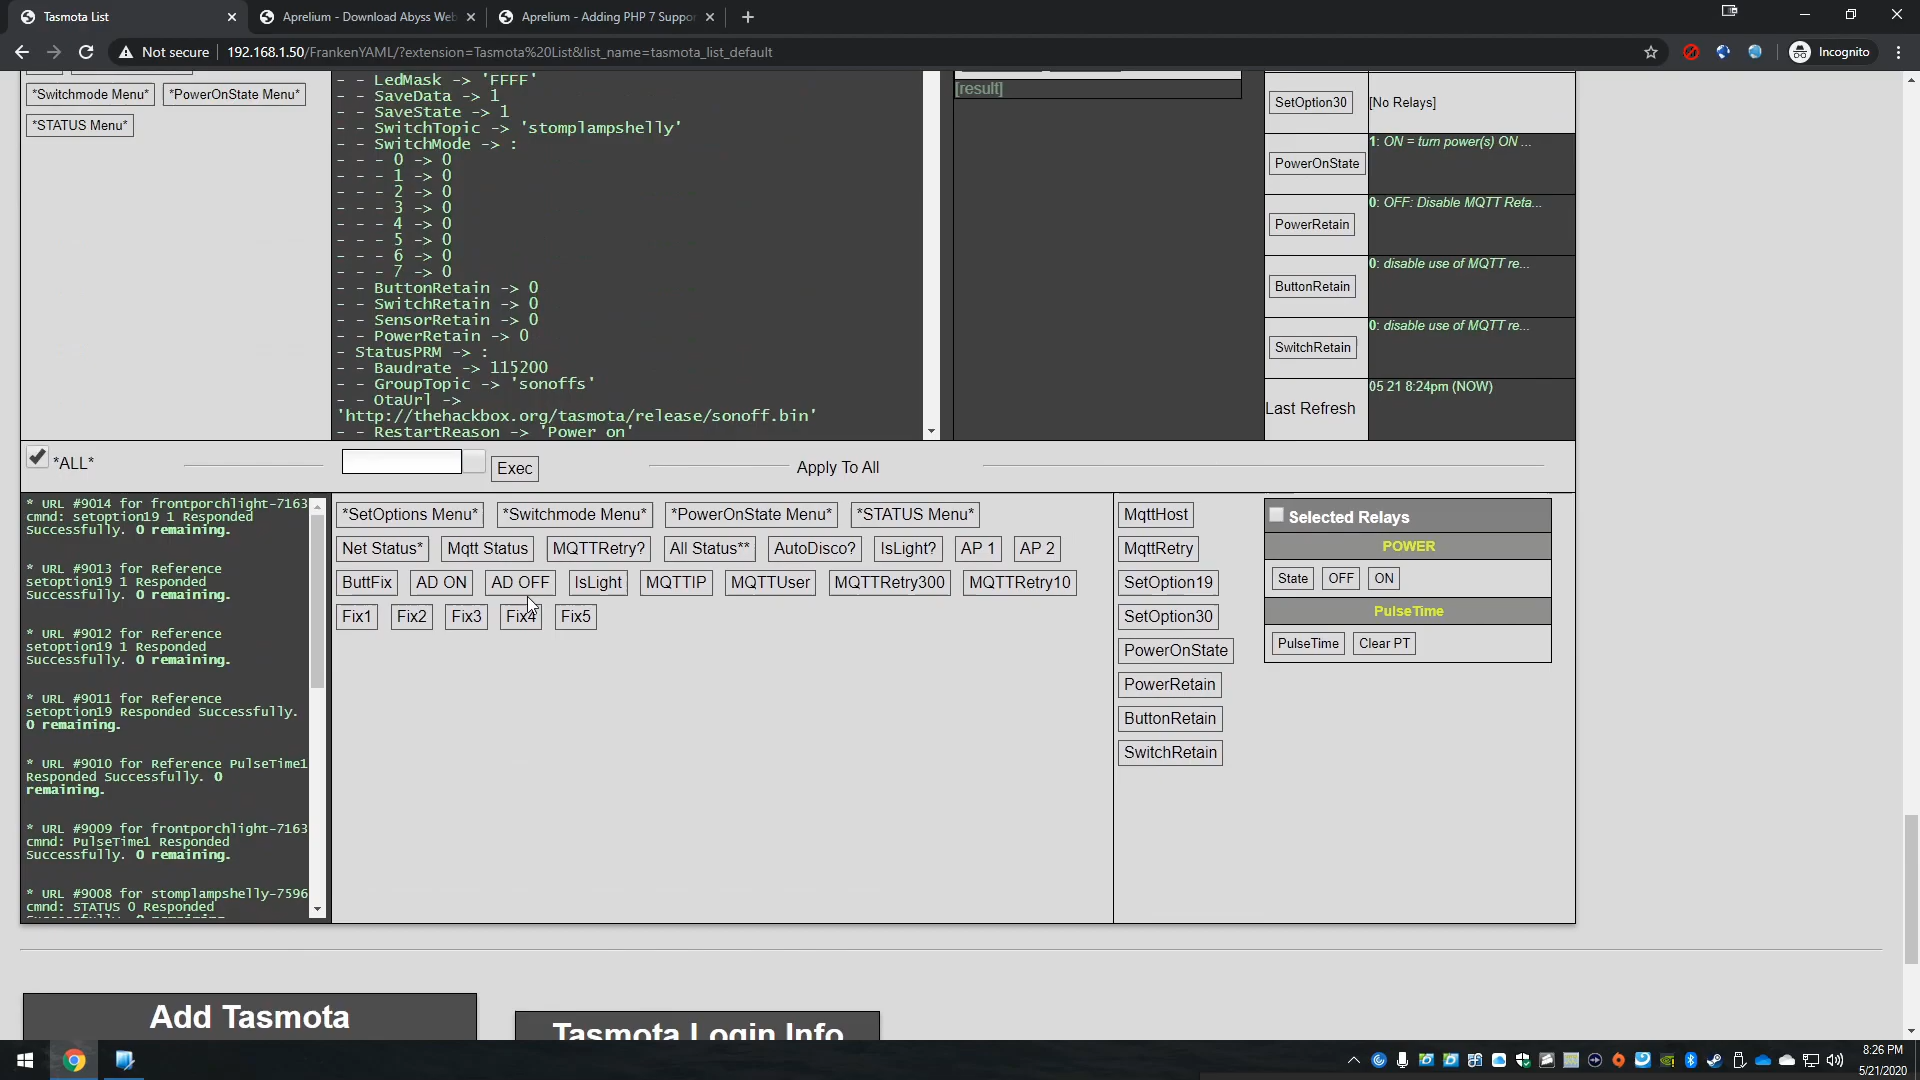 Tasmota List
Aprelium - Download Abyss Web
Aprelium - Adding PHP 7 Suppor
Not secure
192.168.1.50/FrankenYAML/?extension=Tasmota%20List&list_name=tasmota_list_default
Incognito
*Switchmode Menu*
*PowerOnState Menu*
*STATUS Menu*
- - LedMask -> 'FFFF'
- - SaveData -> 1
- - SaveState -> 1
- - SwitchTopic -> 'stomplampshelly'
- - SwitchMode -> :
- - - 0 -> 0
- - - 1 -> 0
- - - 2 -> 0
- - - 3 -> 0
- - - 4 -> 0
- - - 5 -> 0
- - - 6 -> 0
- - - 7 -> 0
- - ButtonRetain -> 0
- - SwitchRetain -> 0
- - SensorRetain -> 0
- - PowerRetain -> 0
- StatusPRM -> :
- - Baudrate -> 115200
- - GroupTopic -> 'sonoffs'
- - OtaUrl ->
'http://thehackbox.org/tasmota/release/sonoff.bin'
- - RestartReason -> 'Power on'
[result]
SetOption30
[No Relays]
PowerOnState
1: ON = turn power(s) ON ...
PowerRetain
0: OFF: Disable MQTT Reta...
ButtonRetain
0: disable use of MQTT re...
SwitchRetain
0: disable use of MQTT re...
Last Refresh
05 21 8:24pm (NOW)
*ALL*
Exec
Apply To All
* URL #9014 for frontporchlight-7163
cmnd: setoption19 1 Responded
Successfully. 0 remaining.
* URL #9013 for Reference
setoption19 1 Responded
Successfully. 0 remaining.
* URL #9012 for Reference
setoption19 1 Responded
Successfully. 0 remaining.
* URL #9011 for Reference
setoption19 Responded Successfully.
0 remaining.
* URL #9010 for Reference PulseTime1
Responded Successfully. 0
remaining.
* URL #9009 for frontporchlight-7163
cmnd: PulseTime1 Responded
Successfully. 0 remaining.
* URL #9008 for stomplampshelly-7596
cmnd: STATUS 0 Responded
*SetOptions Menu* *Switchmode Menu* *PowerOnState Menu* *STATUS Menu*
Net Status* Mqtt Status MQTTRetry? All Status** AutoDisco? IsLight? AP 1 AP 2
ButtFix AD ON AD OFF IsLight MQTTIP MQTTUser MQTTRetry300 MQTTRetry10
Fix1 Fix2 Fix3 Fix4 Fix5
MqttHost
MqttRetry
SetOption19
SetOption30
PowerOnState
PowerRetain
ButtonRetain
SwitchRetain
Selected Relays
POWER
State OFF ON
PulseTime
PulseTime Clear PT
Add Tasmota
Tasmota Login Info
8:26 PM
5/21/2020